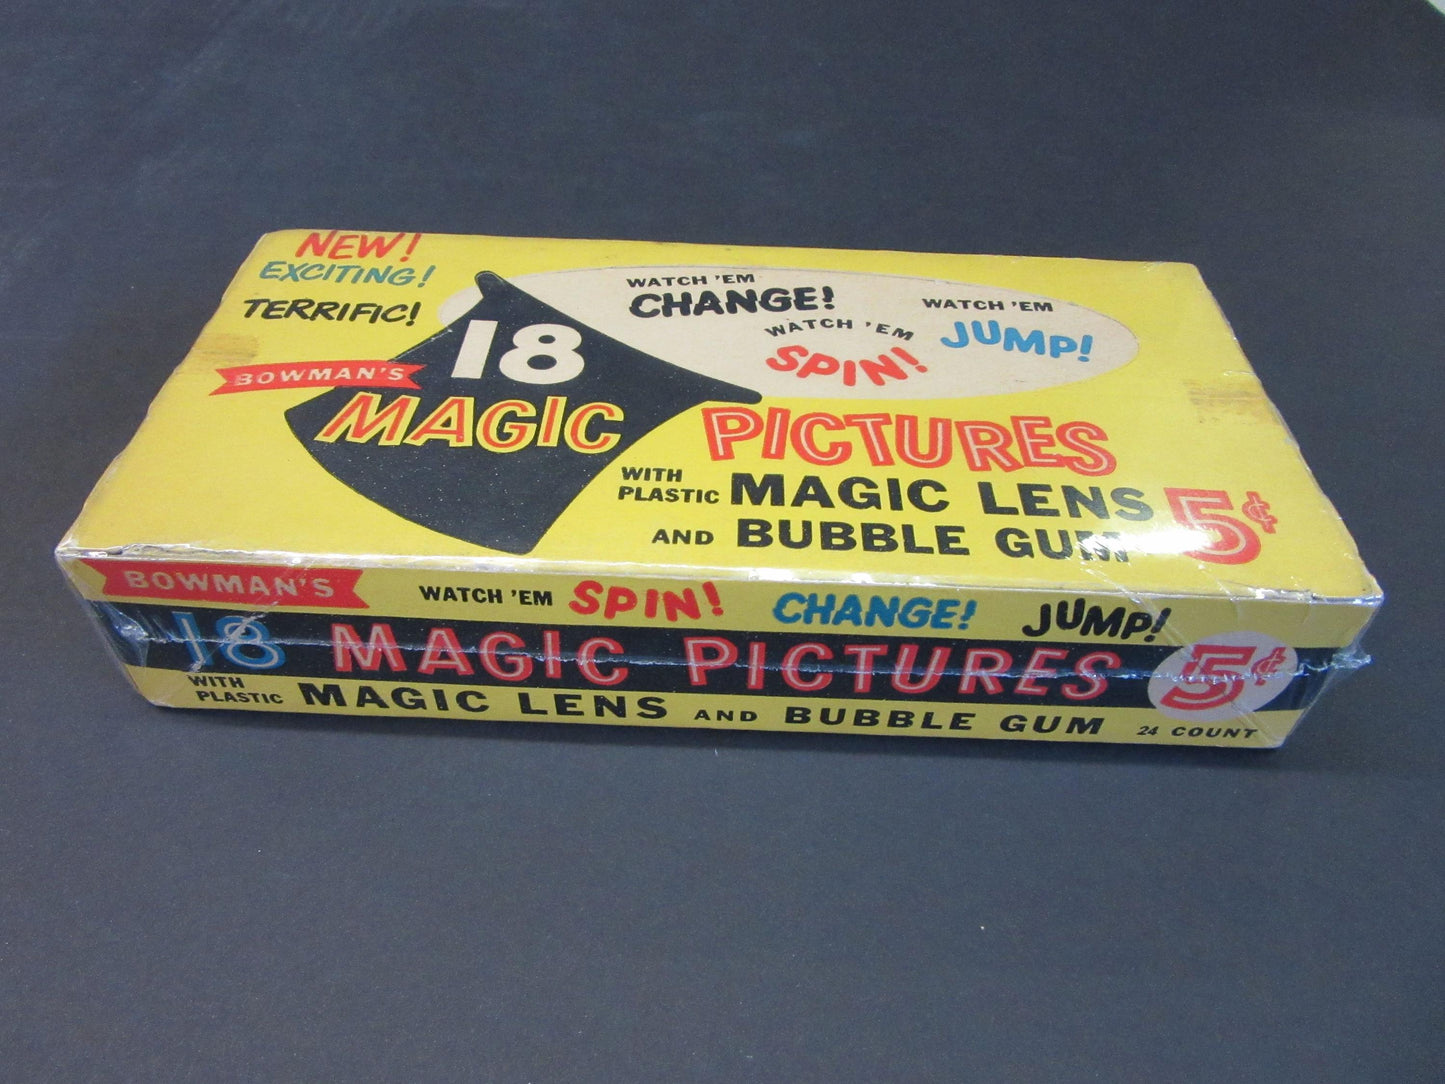 NEW!
EXCITING!
TERRIFIC!
WATCH 'EM
CHANGE!
WATCH 'EM
SPIN!
WATCH 'EM
JUMP!
BOWMAN'S
18
MAGIC PICTURES
WITH PLASTIC MAGIC LENS
AND BUBBLE GUM
5¢
BOWMAN'S
WATCH 'EM SPIN! CHANGE! JUMP!
18 MAGIC PICTURES 5¢
WITH PLASTIC MAGIC LENS AND BUBBLE GUM 24 COUNT